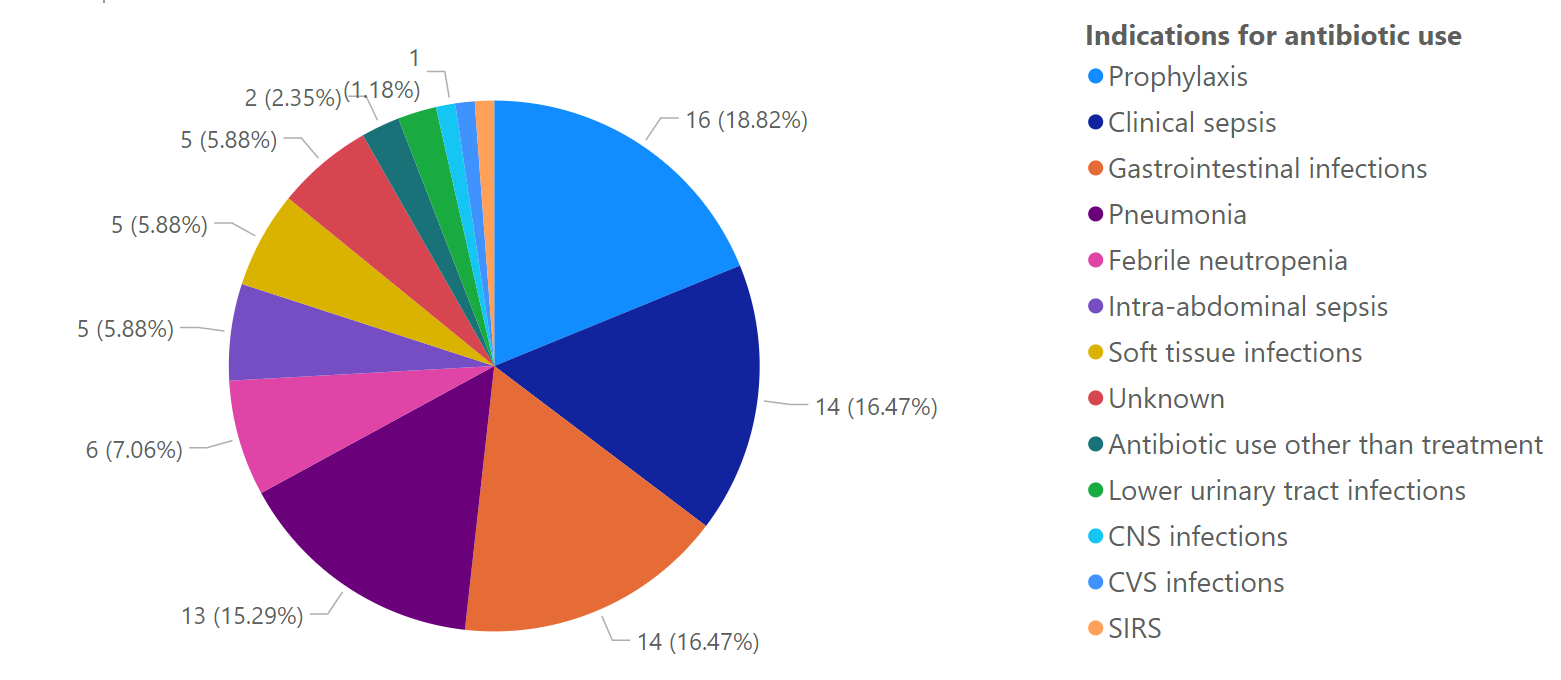 1
(1.18%)
2 (2.35%)
5 (5.88%)
5 (5.88%)
5 (5.88%)
6 (7.06%)
13 (15.29%)
14 (16.47%)
14 (16.47%)
16 (18.82%)
Indications for antibiotic use
Prophylaxis
Clinical sepsis
Gastrointestinal infections
Pneumonia
Febrile neutropenia
Intra-abdominal sepsis
Soft tissue infections
Unknown
Antibiotic use other than treatment
Lower urinary tract infections
CNS infections
CVS infections
SIRS